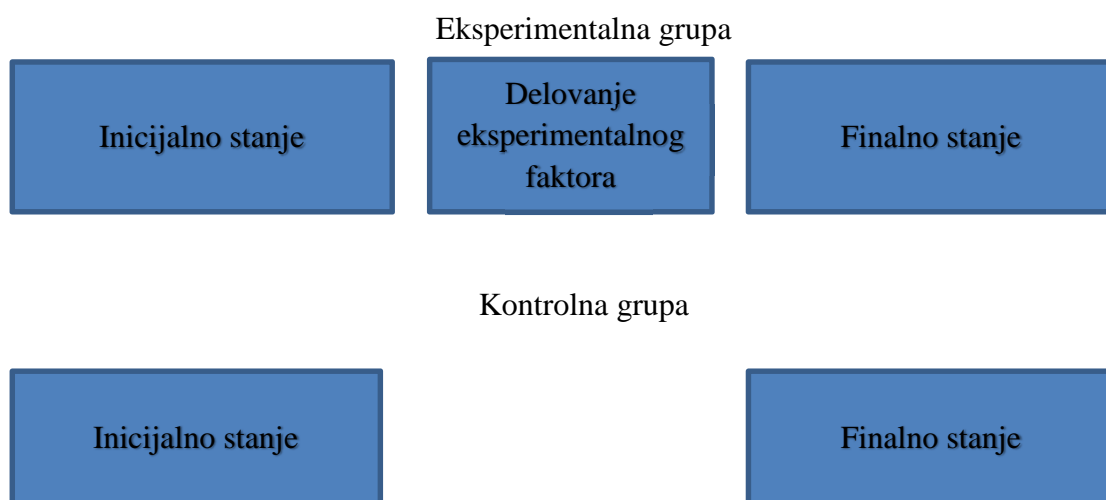 Eksperimentalna grupa
Inicijalno stanje
Delovanje
eksperimentalnog
faktora
Finalno stanje
Kontrolna grupa
Inicijalno stanje
Finalno stanje